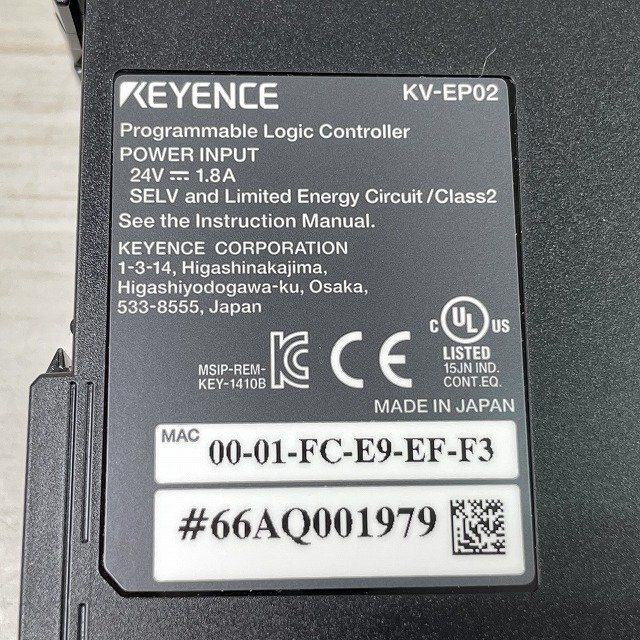 KEYENCE KV-EP02
Programmable Logic Controller
POWER INPUT
24V ⎓ 1.8A
SELV and Limited Energy Circuit /Class2
See the Instruction Manual.
KEYENCE CORPORATION
1-3-14, Higashinakajima,
Higashiyodogawa-ku, Osaka,
533-8555, Japan
MSIP-REM-
KEY-1410B
CE
C UL US
LISTED
15JN IND.
CONT.EQ.
MADE IN JAPAN
MAC 00-01-FC-E9-EF-F3
#66AQ001979